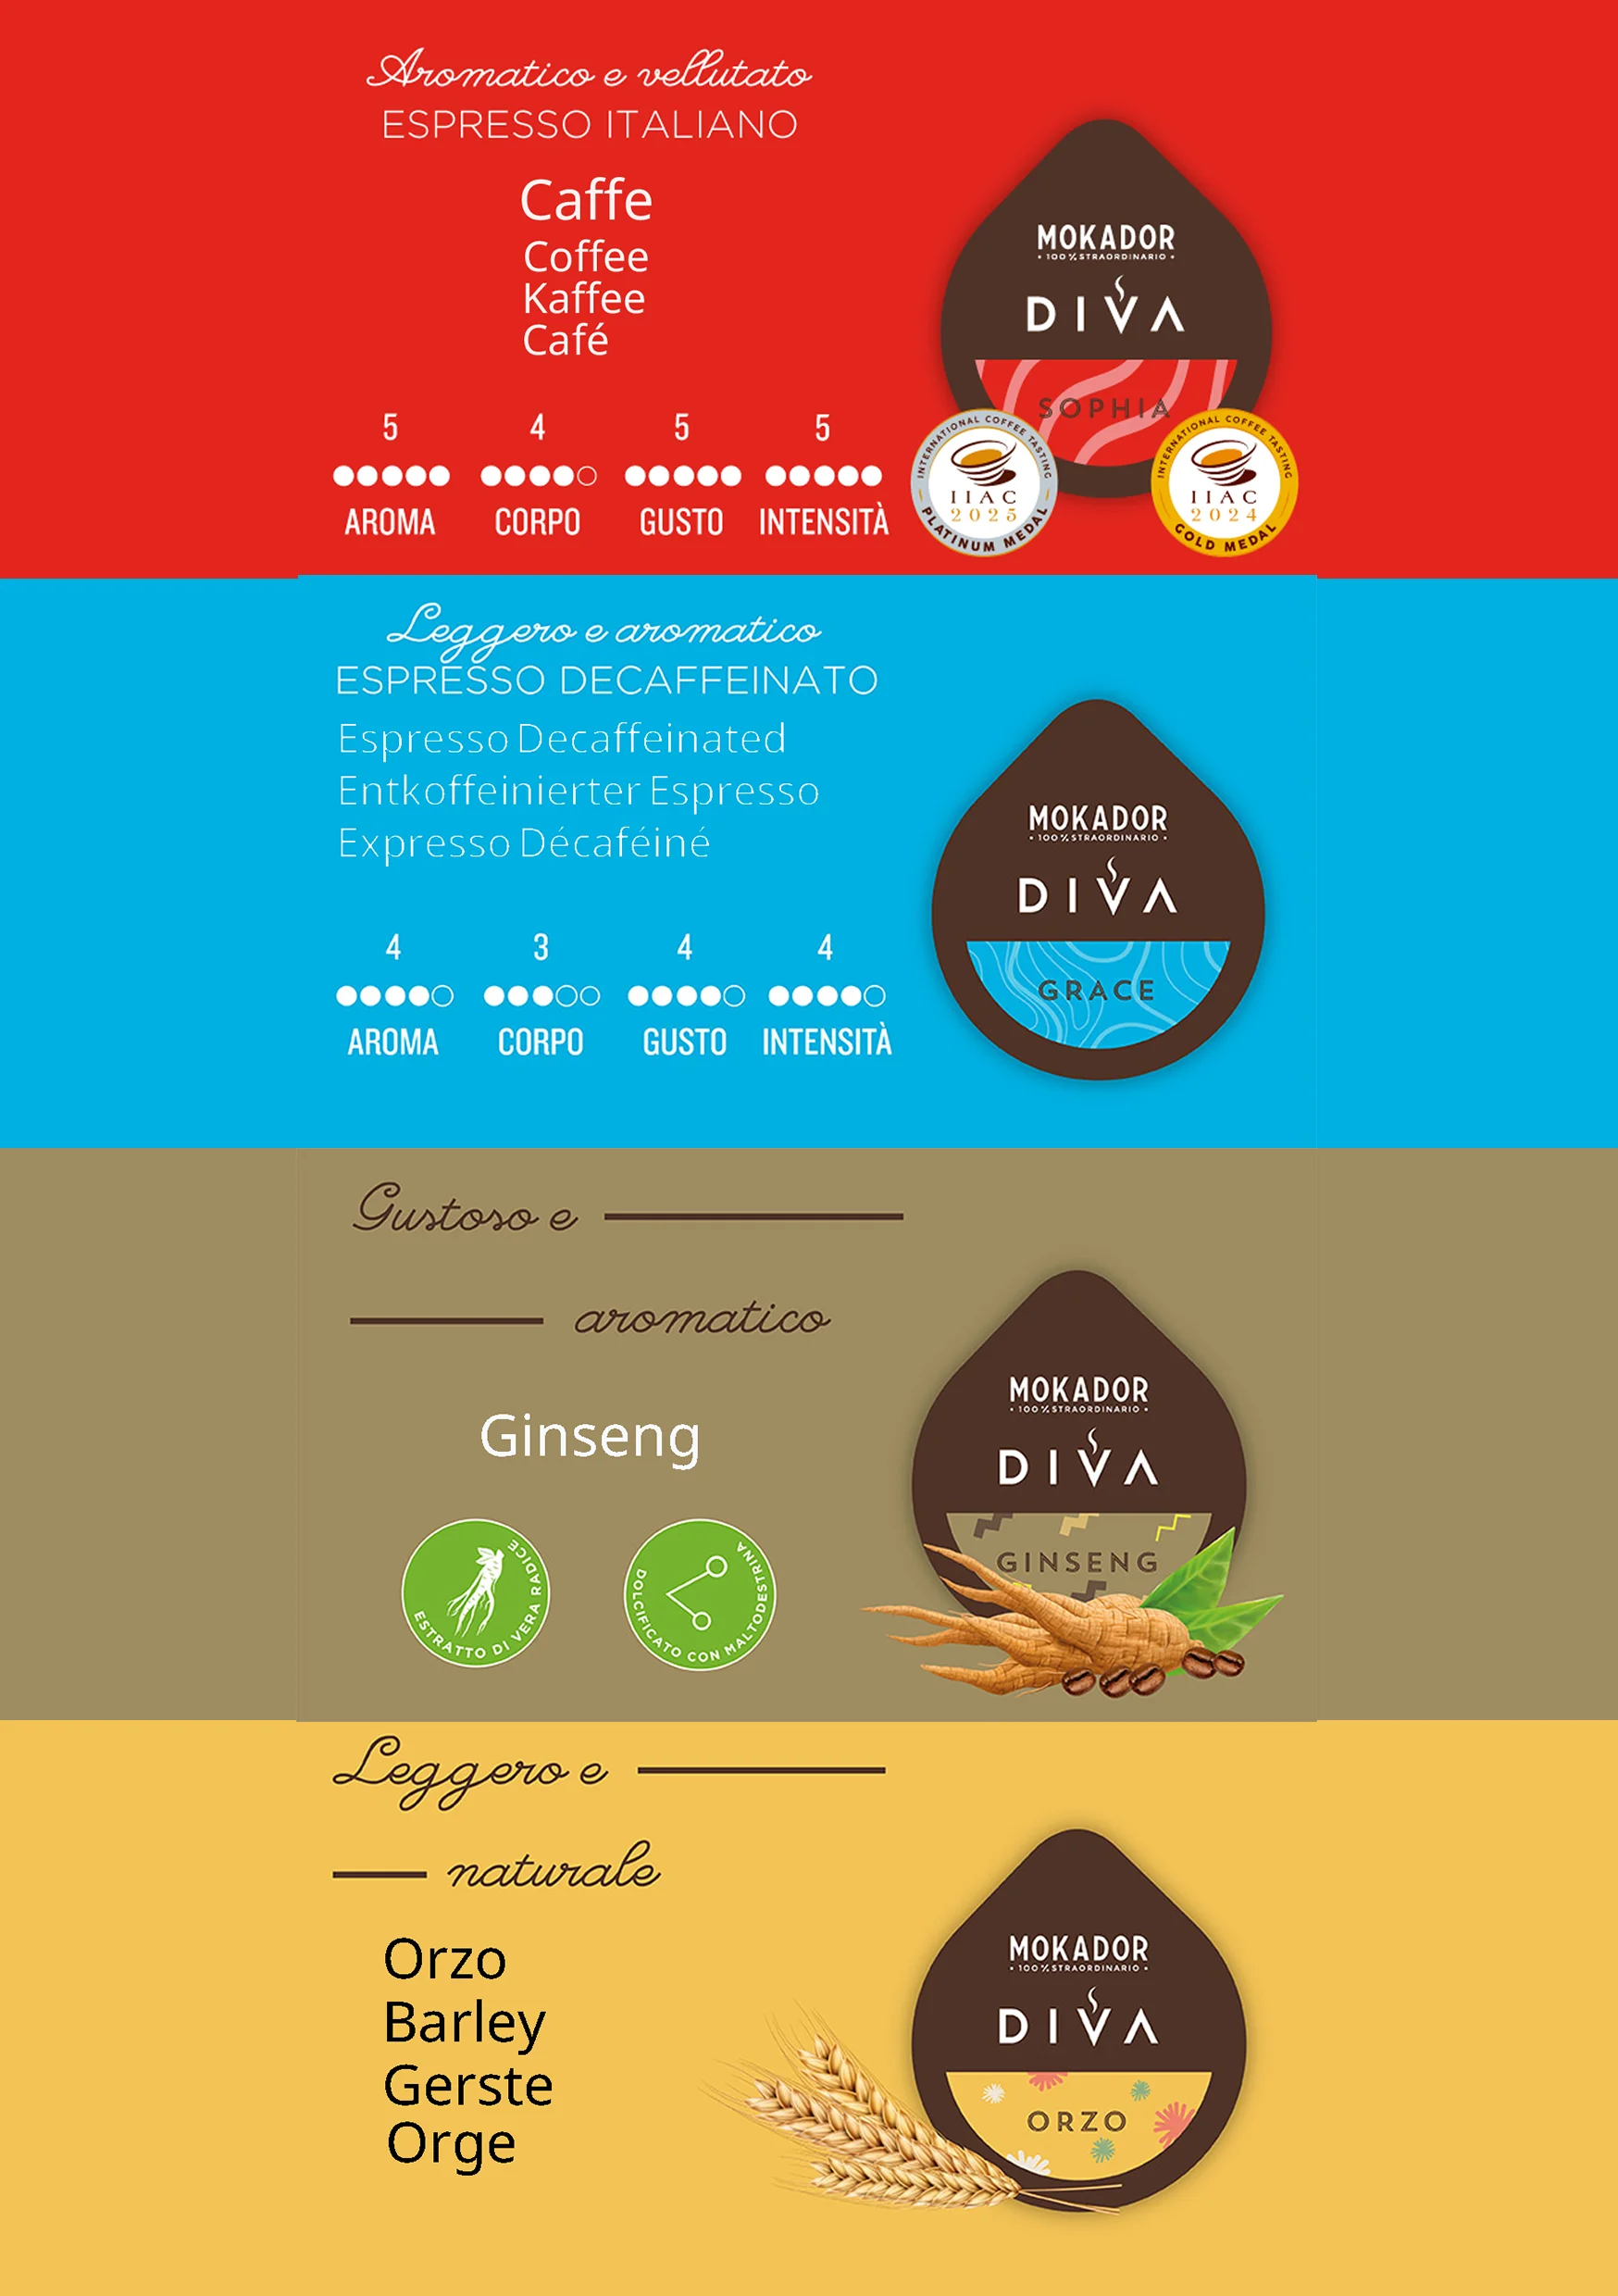 Aromatico e vellutato
ESPRESSO ITALIANO
Caffe
Coffee
Kaffee
Café
5 4 5 5
AROMA CORPO GUSTO INTENSITÀ
MOKADOR
• 100%STRAORDINARIO •
DIVA
SOPHIA
INTERNATIONAL COFFEE TASTING
IIAC
2025
PLATINUM MEDAL
INTERNATIONAL COFFEE TASTING
IIAC
2024
GOLD MEDAL
Leggero e aromatico
ESPRESSO DECAFFEINATO
Espresso Decaffeinated
Entkoffeinierter Espresso
Expresso Décaféiné
4 3 4 4
AROMA CORPO GUSTO INTENSITÀ
MOKADOR
• 100%STRAORDINARIO •
DIVA
GRACE
Gustoso e
aromatico
Ginseng
ESTRATTO DI VERA RADICE
DOLCIFICATO CON MALTODESTRINA
MOKADOR
• 100%STRAORDINARIO •
DIVA
GINSENG
Leggero e
naturale
Orzo
Barley
Gerste
Orge
MOKADOR
• 100%STRAORDINARIO •
DIVA
ORZO